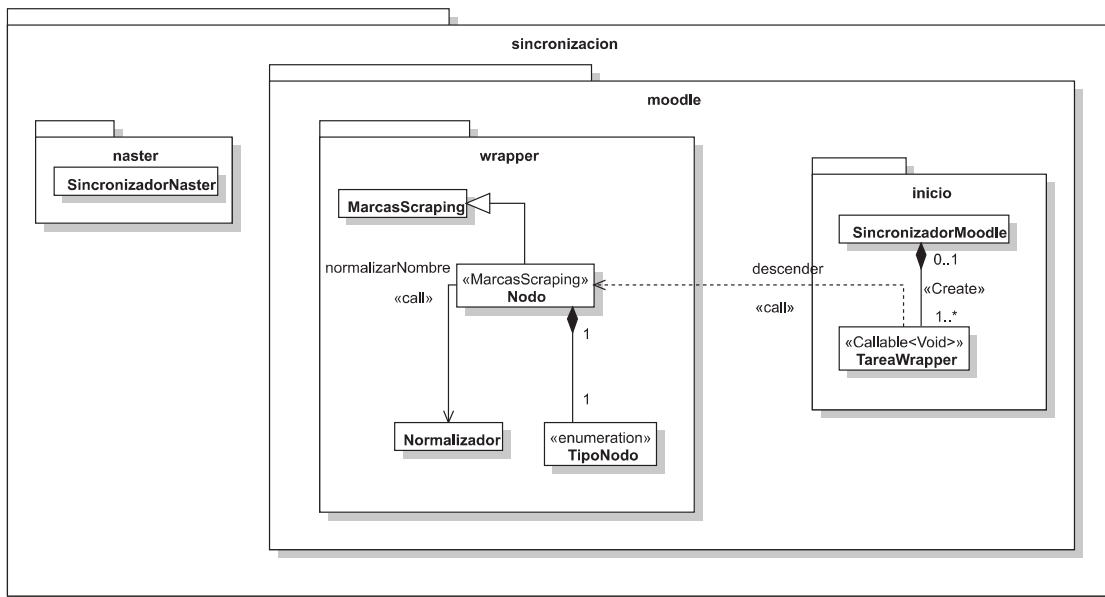 sincronizacion
moodle
naster
SincronizadorNaster
wrapper
MarcasScraping
normalizarNombre
«call»
«MarcasScraping»
Nodo
1
1
Normalizador
«enumeration»
TipoNodo
descender
«call»
inicio
SincronizadorMoodle
0..1
«Create»
1..*
«Callable<Void>»
TareaWrapper